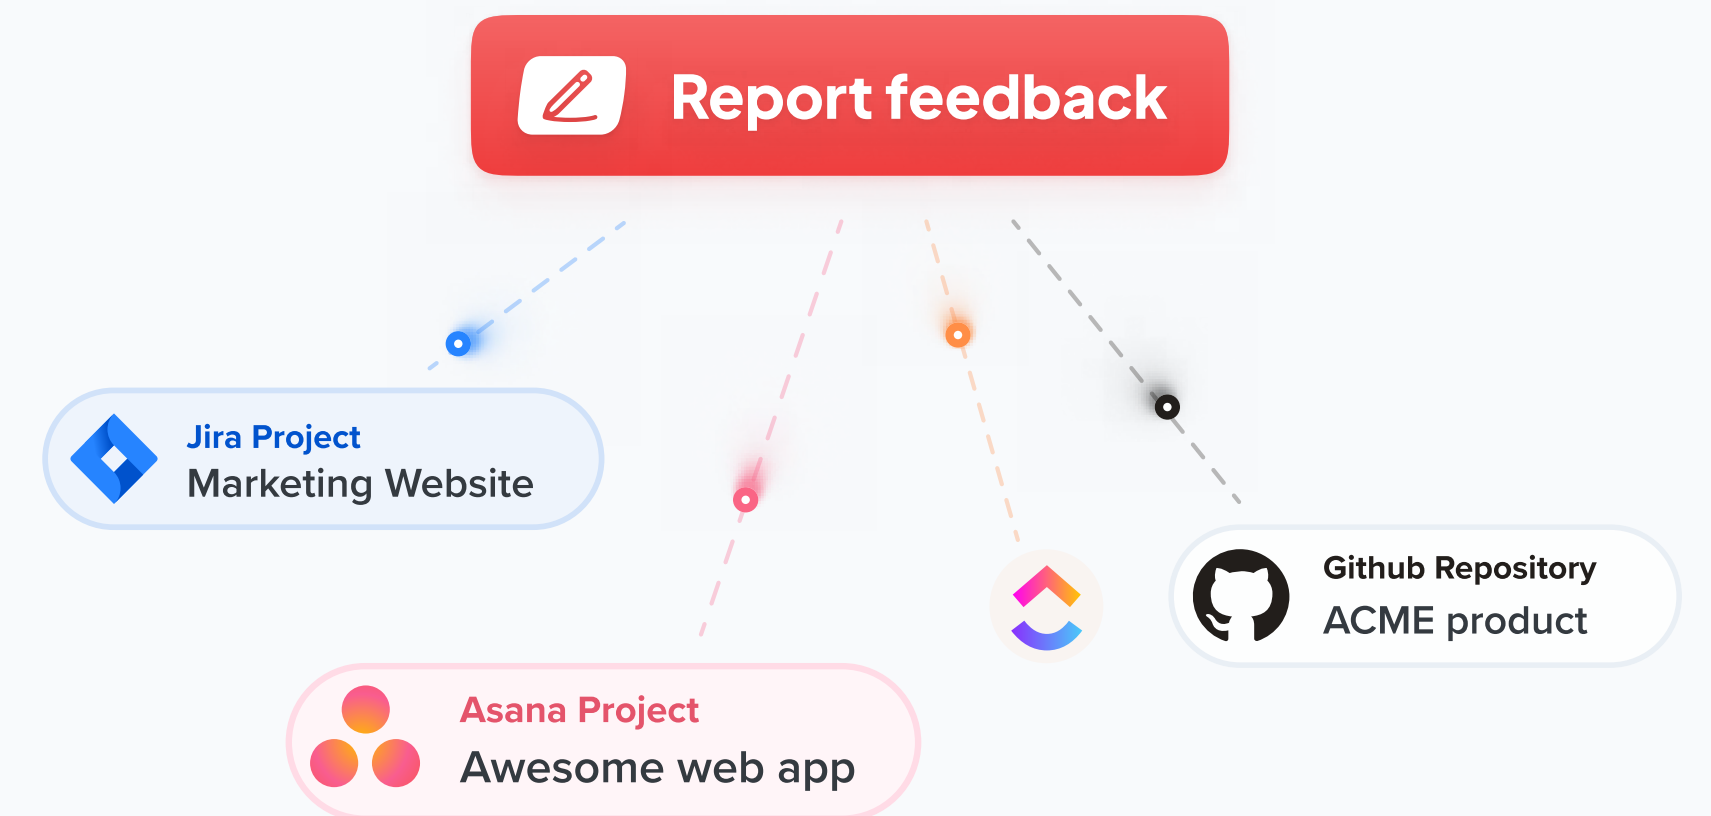 Report feedback
Jira Project
Marketing Website
Github Repository
ACME product
Asana Project
Awesome web app